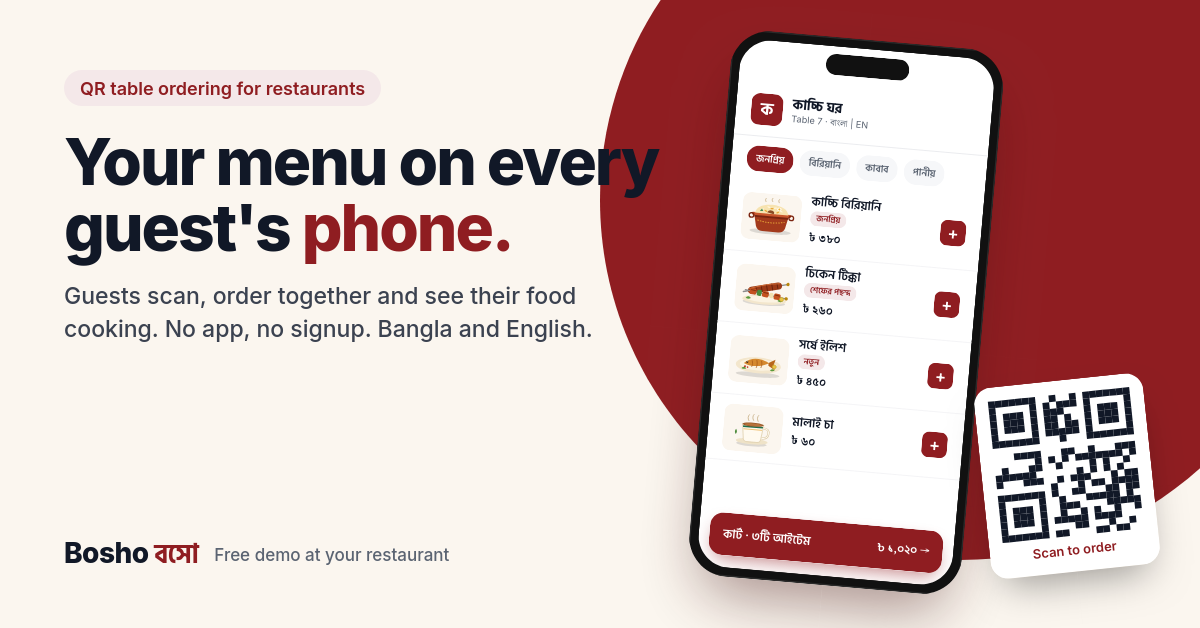 QR table ordering for restaurants
Your menu on every
guest's phone.
Guests scan, order together and see their food
cooking. No app, no signup. Bangla and English.
Bosho বসো Free demo at your restaurant
ক
কাচ্চি ঘর
Table 7 · বাংলা | EN
জনপ্রিয় বিরিয়ানি কাবাব পানীয়
কাচ্চি বিরিয়ানি
জনপ্রিয়
৳ ৩৮০
+
চিকেন টিক্কা
শেফের পছন্দ
৳ ২৬০
+
সর্ষে ইলিশ
নতুন
৳ ৪৫০
+
মালাই চা
৳ ৬০
+
কার্ট · ৩টি আইটেম ৳ ১,০২০ →
Scan to order